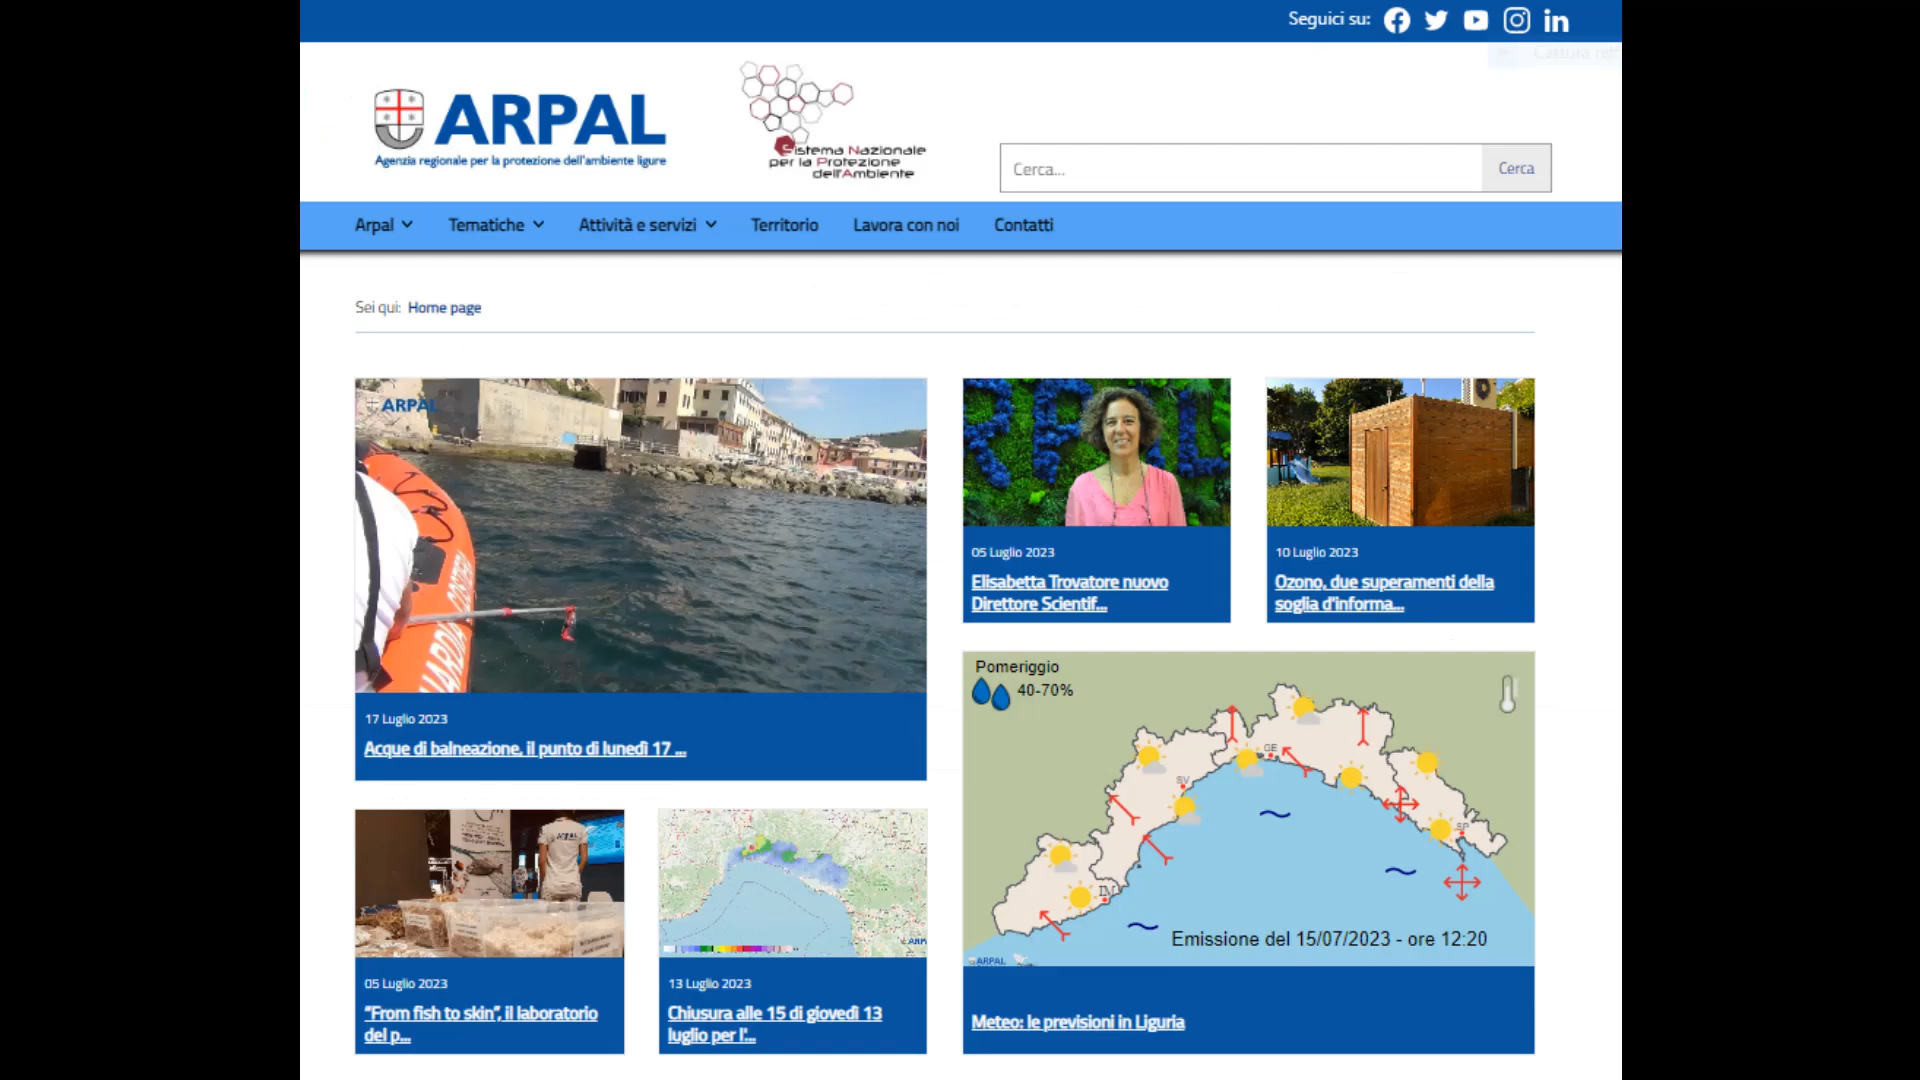 Seguici su:
ARPAL
Agenzia regionale per la protezione dell'ambiente ligure
Sistema Nazionale
per la Protezione
dell'Ambiente
Cerca...
Cerca
Arpal
Tematiche
Attività e servizi
Territorio
Lavora con noi
Contatti
Sei qui: Home page
ARPAL
17 Luglio 2023
Acque di balneazione, il punto di lunedì 17 ...
05 Luglio 2023
Elisabetta Trovatore nuovo
Direttore Scientif...
10 Luglio 2023
Ozono, due superamenti della
soglia d'informa...
Pomeriggio
40-70%
GE
SV
SP
IM
Emissione del 15/07/2023 - ore 12:20
ARPAL
Meteo: le previsioni in Liguria
ARPAL
05 Luglio 2023
"From fish to skin", il laboratorio
del p...
13 Luglio 2023
Chiusura alle 15 di giovedì 13
luglio per l'...